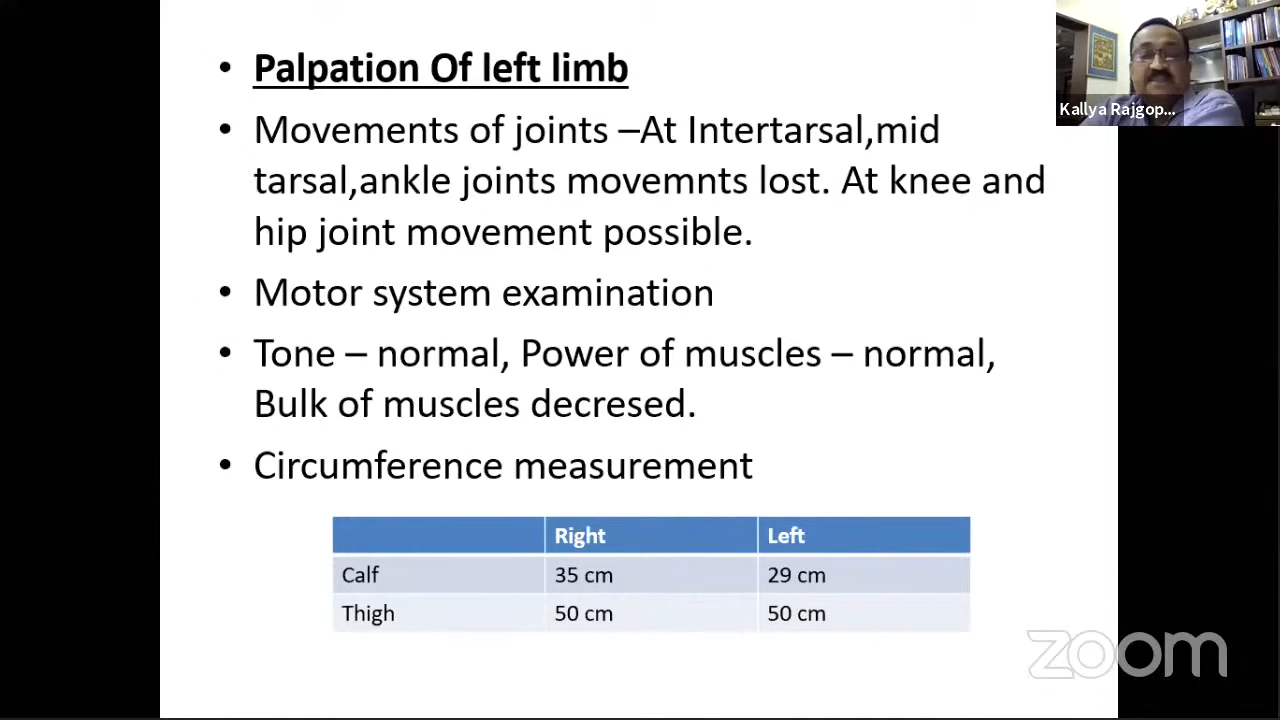 • Palpation Of left limb
• Movements of joints –At Intertarsal,mid
tarsal,ankle joints movemnts lost. At knee and
hip joint movement possible.
• Motor system examination
• Tone – normal, Power of muscles – normal,
Bulk of muscles decresed.
• Circumference measurement
Right Left
Calf 35 cm 29 cm
Thigh 50 cm 50 cm
Kallya Rajgop...
zoom